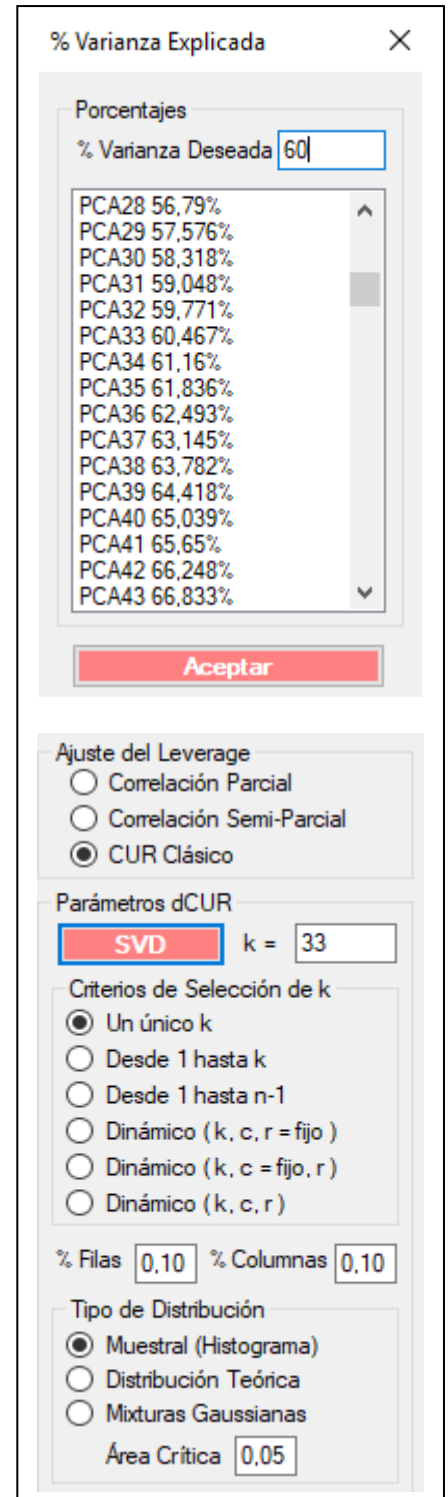 % Varianza Explicada
Porcentajes
% Varianza Deseada 60
PCA28 56,79%
PCA29 57,576%
PCA30 58,318%
PCA31 59,048%
PCA32 59,771%
PCA33 60,467%
PCA34 61,16%
PCA35 61,836%
PCA36 62,493%
PCA37 63,145%
PCA38 63,782%
PCA39 64,418%
PCA40 65,039%
PCA41 65,65%
PCA42 66,248%
PCA43 66,833%
Aceptar
Ajuste del Leverage
Correlación Parcial
Correlación Semi-Parcial
CUR Clásico
Parámetros dCUR
SVD k = 33
Criterios de Selección de k
Un único k
Desde 1 hasta k
Desde 1 hasta n-1
Dinámico ( k, c, r = fijo )
Dinámico ( k, c = fijo, r )
Dinámico ( k, c, r )
% Filas 0,10 % Columnas 0,10
Tipo de Distribución
Muestral (Histograma)
Distribución Teórica
Mixturas Gaussianas
Área Crítica 0,05